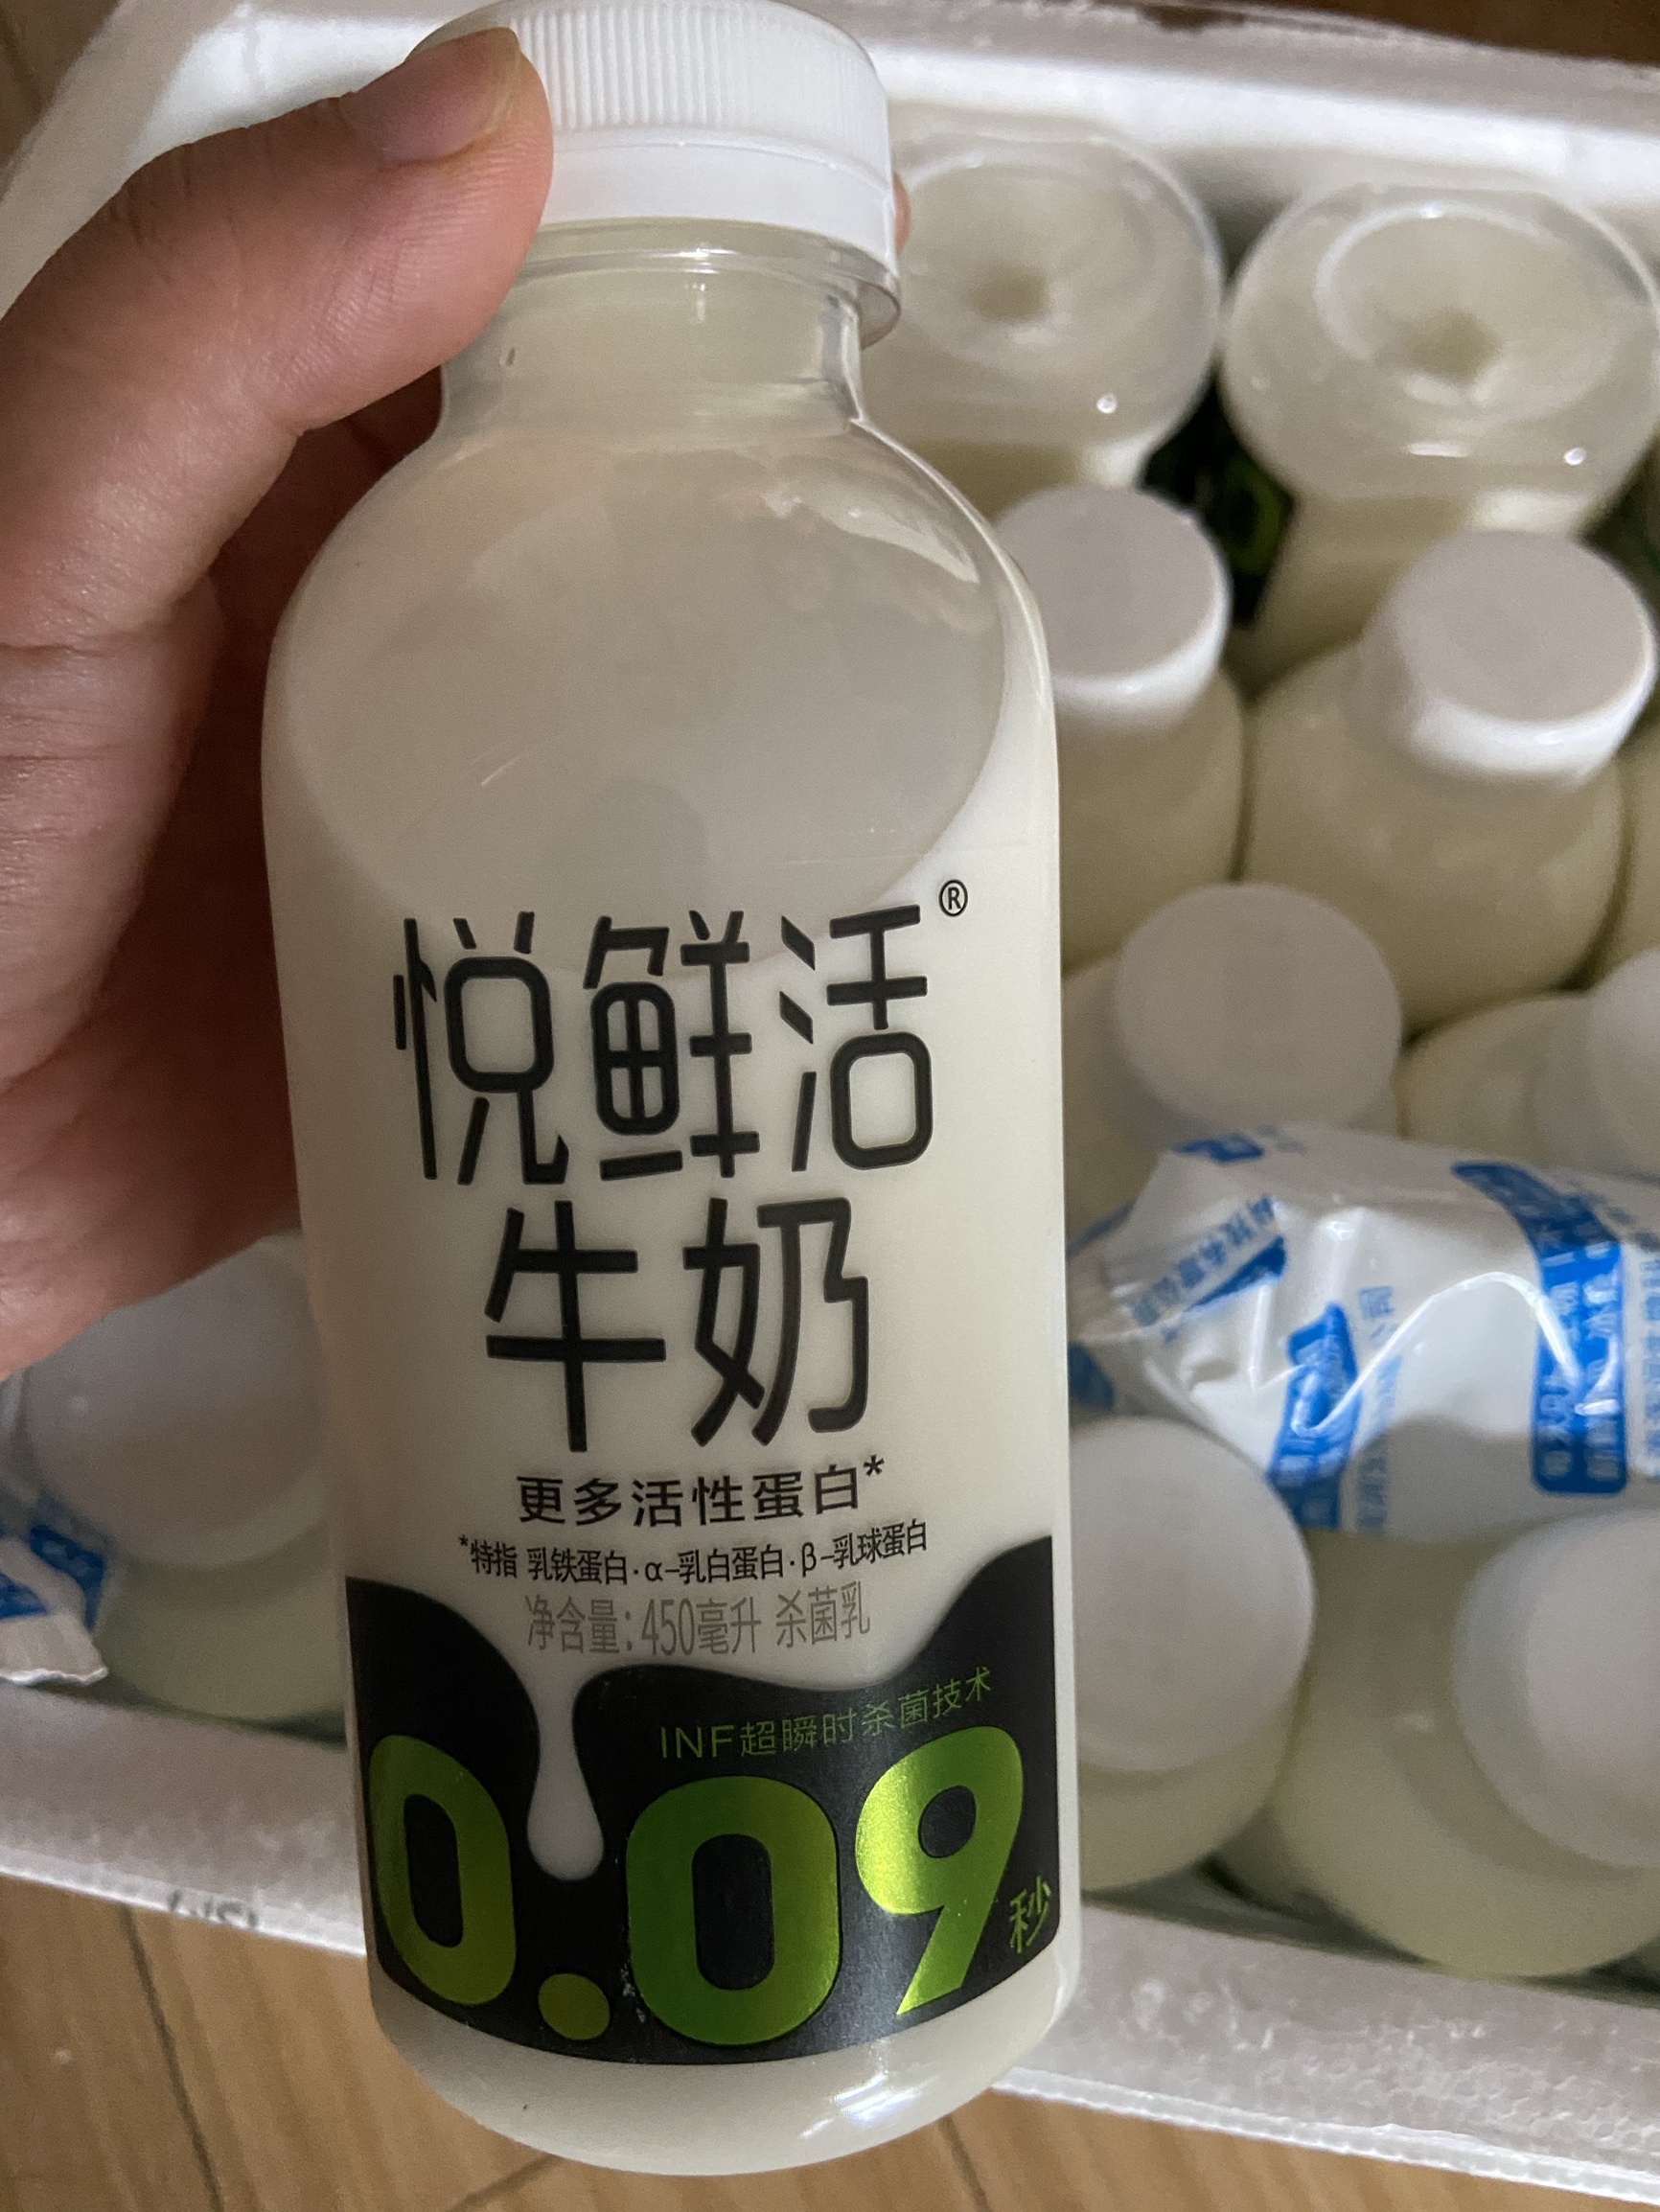 悦鲜活®
牛奶
更多活性蛋白*
*特指 乳铁蛋白·α-乳白蛋白·β-乳球蛋白
净含量:450毫升 杀菌乳
INF超瞬时杀菌技术
0.09秒